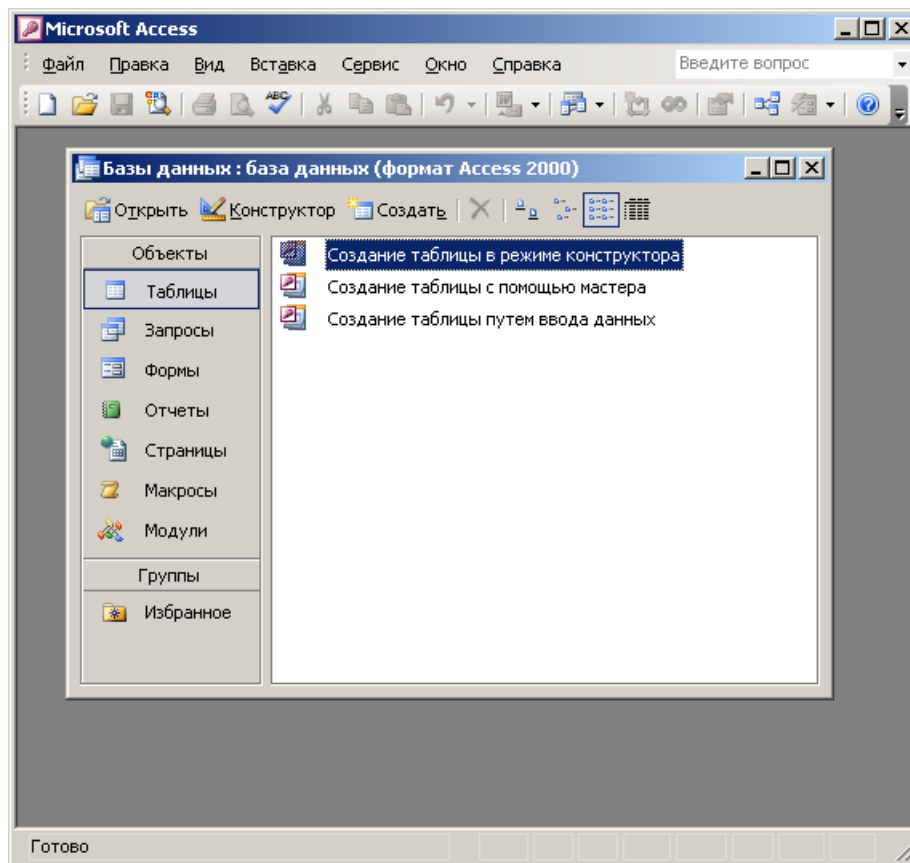 Microsoft Access
Файл Правка Вид Вставка Сервис Окно Справка Введите вопрос
ABC
Базы данных : база данных (формат Access 2000)
Открыть Конструктор Создать
Объекты
Таблицы
Запросы
Формы
Отчеты
Страницы
Макросы
Модули
Группы
Избранное
Создание таблицы в режиме конструктора
Создание таблицы с помощью мастера
Создание таблицы путем ввода данных
Готово